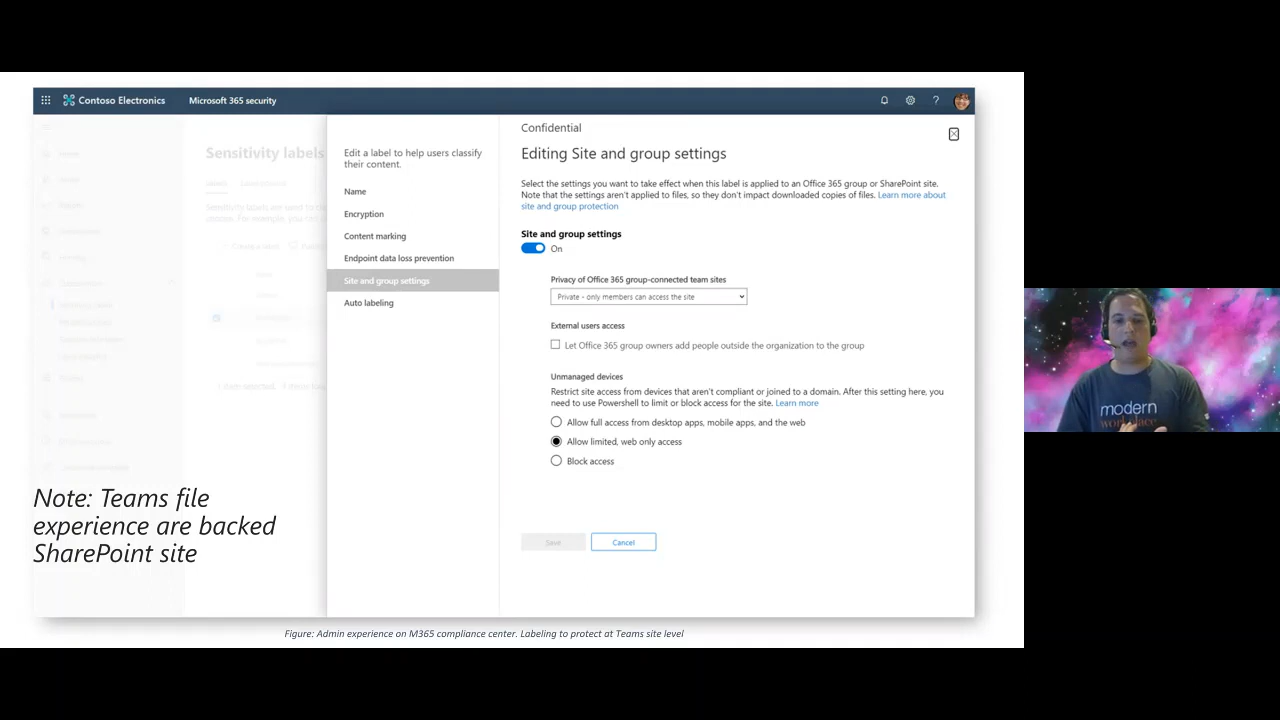 Contoso Electronics
Microsoft 365 security
?
Sensitivity labels
Edit a label to help users classify
their content.
Name
Encryption
Content marking
Endpoint data loss prevention
Site and group settings
Auto labeling
Confidential
Editing Site and group settings
Select the settings you want to take effect when this label is applied to an Office 365 group or SharePoint site.
Note that the settings aren't applied to files, so they don't impact downloaded copies of files. Learn more about
site and group protection
Site and group settings
On
Privacy of Office 365 group-connected team sites
Private - only members can access the site
External users access
Let Office 365 group owners add people outside the organization to the group
Unmanaged devices
Restrict site access from devices that aren't compliant or joined to a domain. After this setting here, you
need to use Powershell to limit or block access for the site. Learn more
Allow full access from desktop apps, mobile apps, and the web
Allow limited, web only access
Block access
Save
Cancel
Note: Teams file
experience are backed
SharePoint site
Figure: Admin experience on M365 compliance center. Labeling to protect at Teams site level
modern
workplace